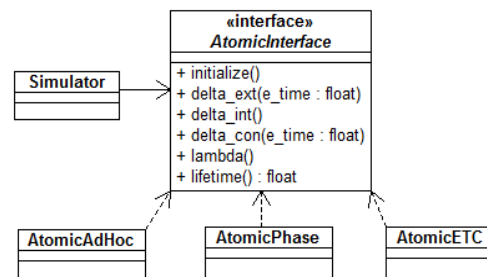 «interface»
AtomicInterface
Simulator
+ initialize()
+ delta_ext(e_time : float)
+ delta_int()
+ delta_con(e_time : float)
+ lambda()
+ lifetime() : float
AtomicAdHoc
AtomicPhase
AtomicETC